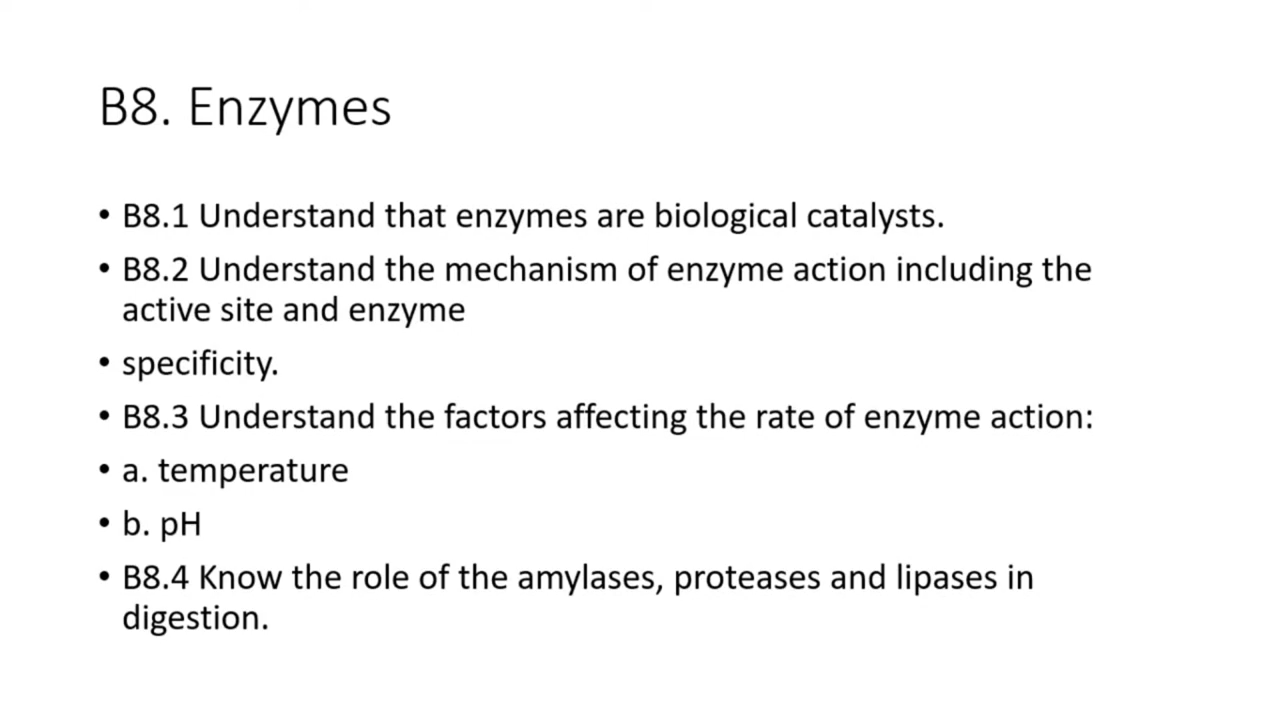 B8. Enzymes
• B8.1 Understand that enzymes are biological catalysts.
• B8.2 Understand the mechanism of enzyme action including the
active site and enzyme
• specificity.
• B8.3 Understand the factors affecting the rate of enzyme action:
• a. temperature
• b. pH
• B8.4 Know the role of the amylases, proteases and lipases in
digestion.